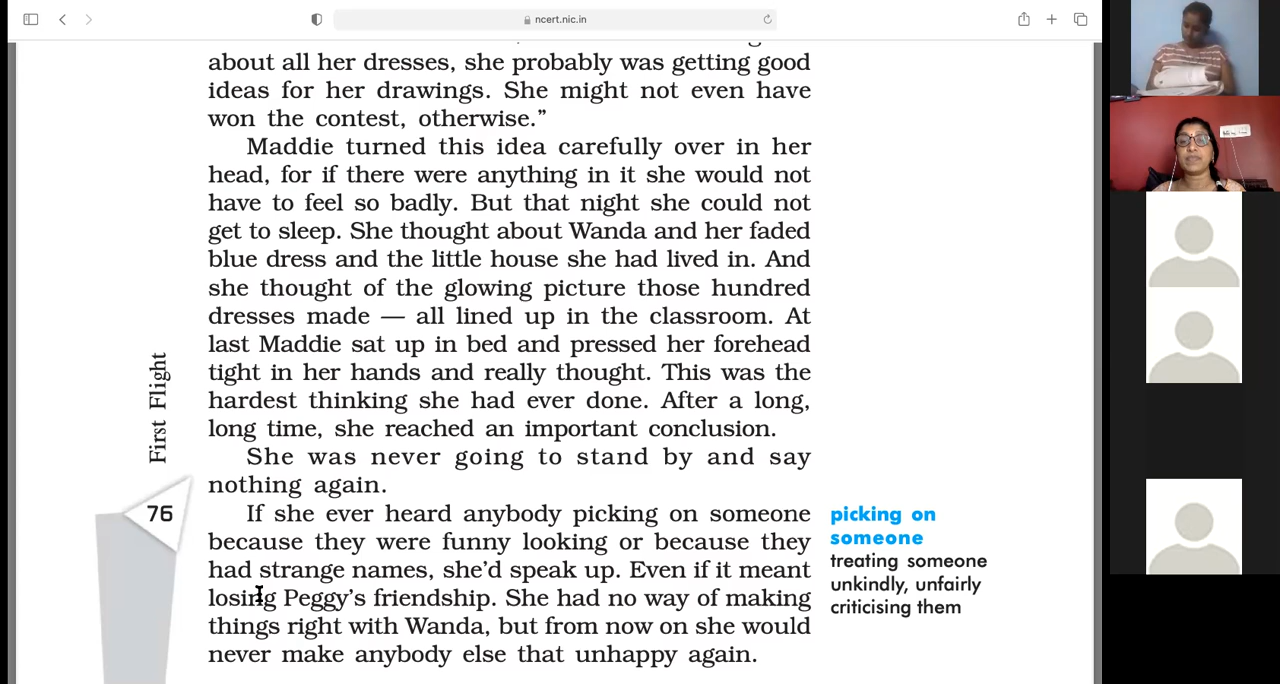 ncert.nic.in
about all her dresses, she probably was getting good
ideas for her drawings. She might not even have
won the contest, otherwise.”
Maddie turned this idea carefully over in her
head, for if there were anything in it she would not
have to feel so badly. But that night she could not
get to sleep. She thought about Wanda and her faded
blue dress and the little house she had lived in. And
she thought of the glowing picture those hundred
dresses made — all lined up in the classroom. At
last Maddie sat up in bed and pressed her forehead
tight in her hands and really thought. This was the
hardest thinking she had ever done. After a long,
long time, she reached an important conclusion.
She was never going to stand by and say
nothing again.
If she ever heard anybody picking on someone
because they were funny looking or because they
had strange names, she’d speak up. Even if it meant
losing Peggy’s friendship. She had no way of making
things right with Wanda, but from now on she would
never make anybody else that unhappy again.
picking on
someone
treating someone
unkindly, unfairly
criticising them
First Flight
76